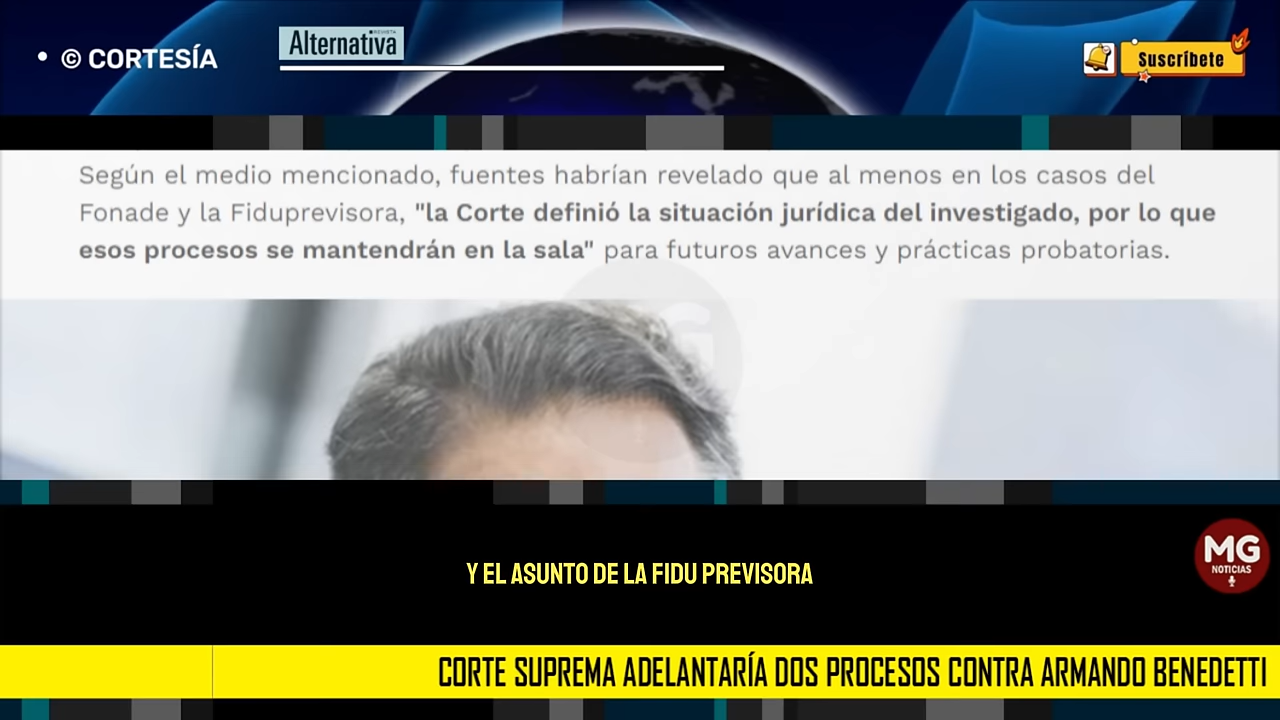 © CORTESÍA
REVISTA
Alternativa
Suscríbete
Según el medio mencionado, fuentes habrían revelado que al menos en los casos del
Fonade y la Fiduprevisora, "la Corte definió la situación jurídica del investigado, por lo que
esos procesos se mantendrán en la sala" para futuros avances y prácticas probatorias.
Y EL ASUNTO DE LA FIDU PREVISORA
MG
NOTICIAS
CORTE SUPREMA ADELANTARÍA DOS PROCESOS CONTRA ARMANDO BENEDETTI